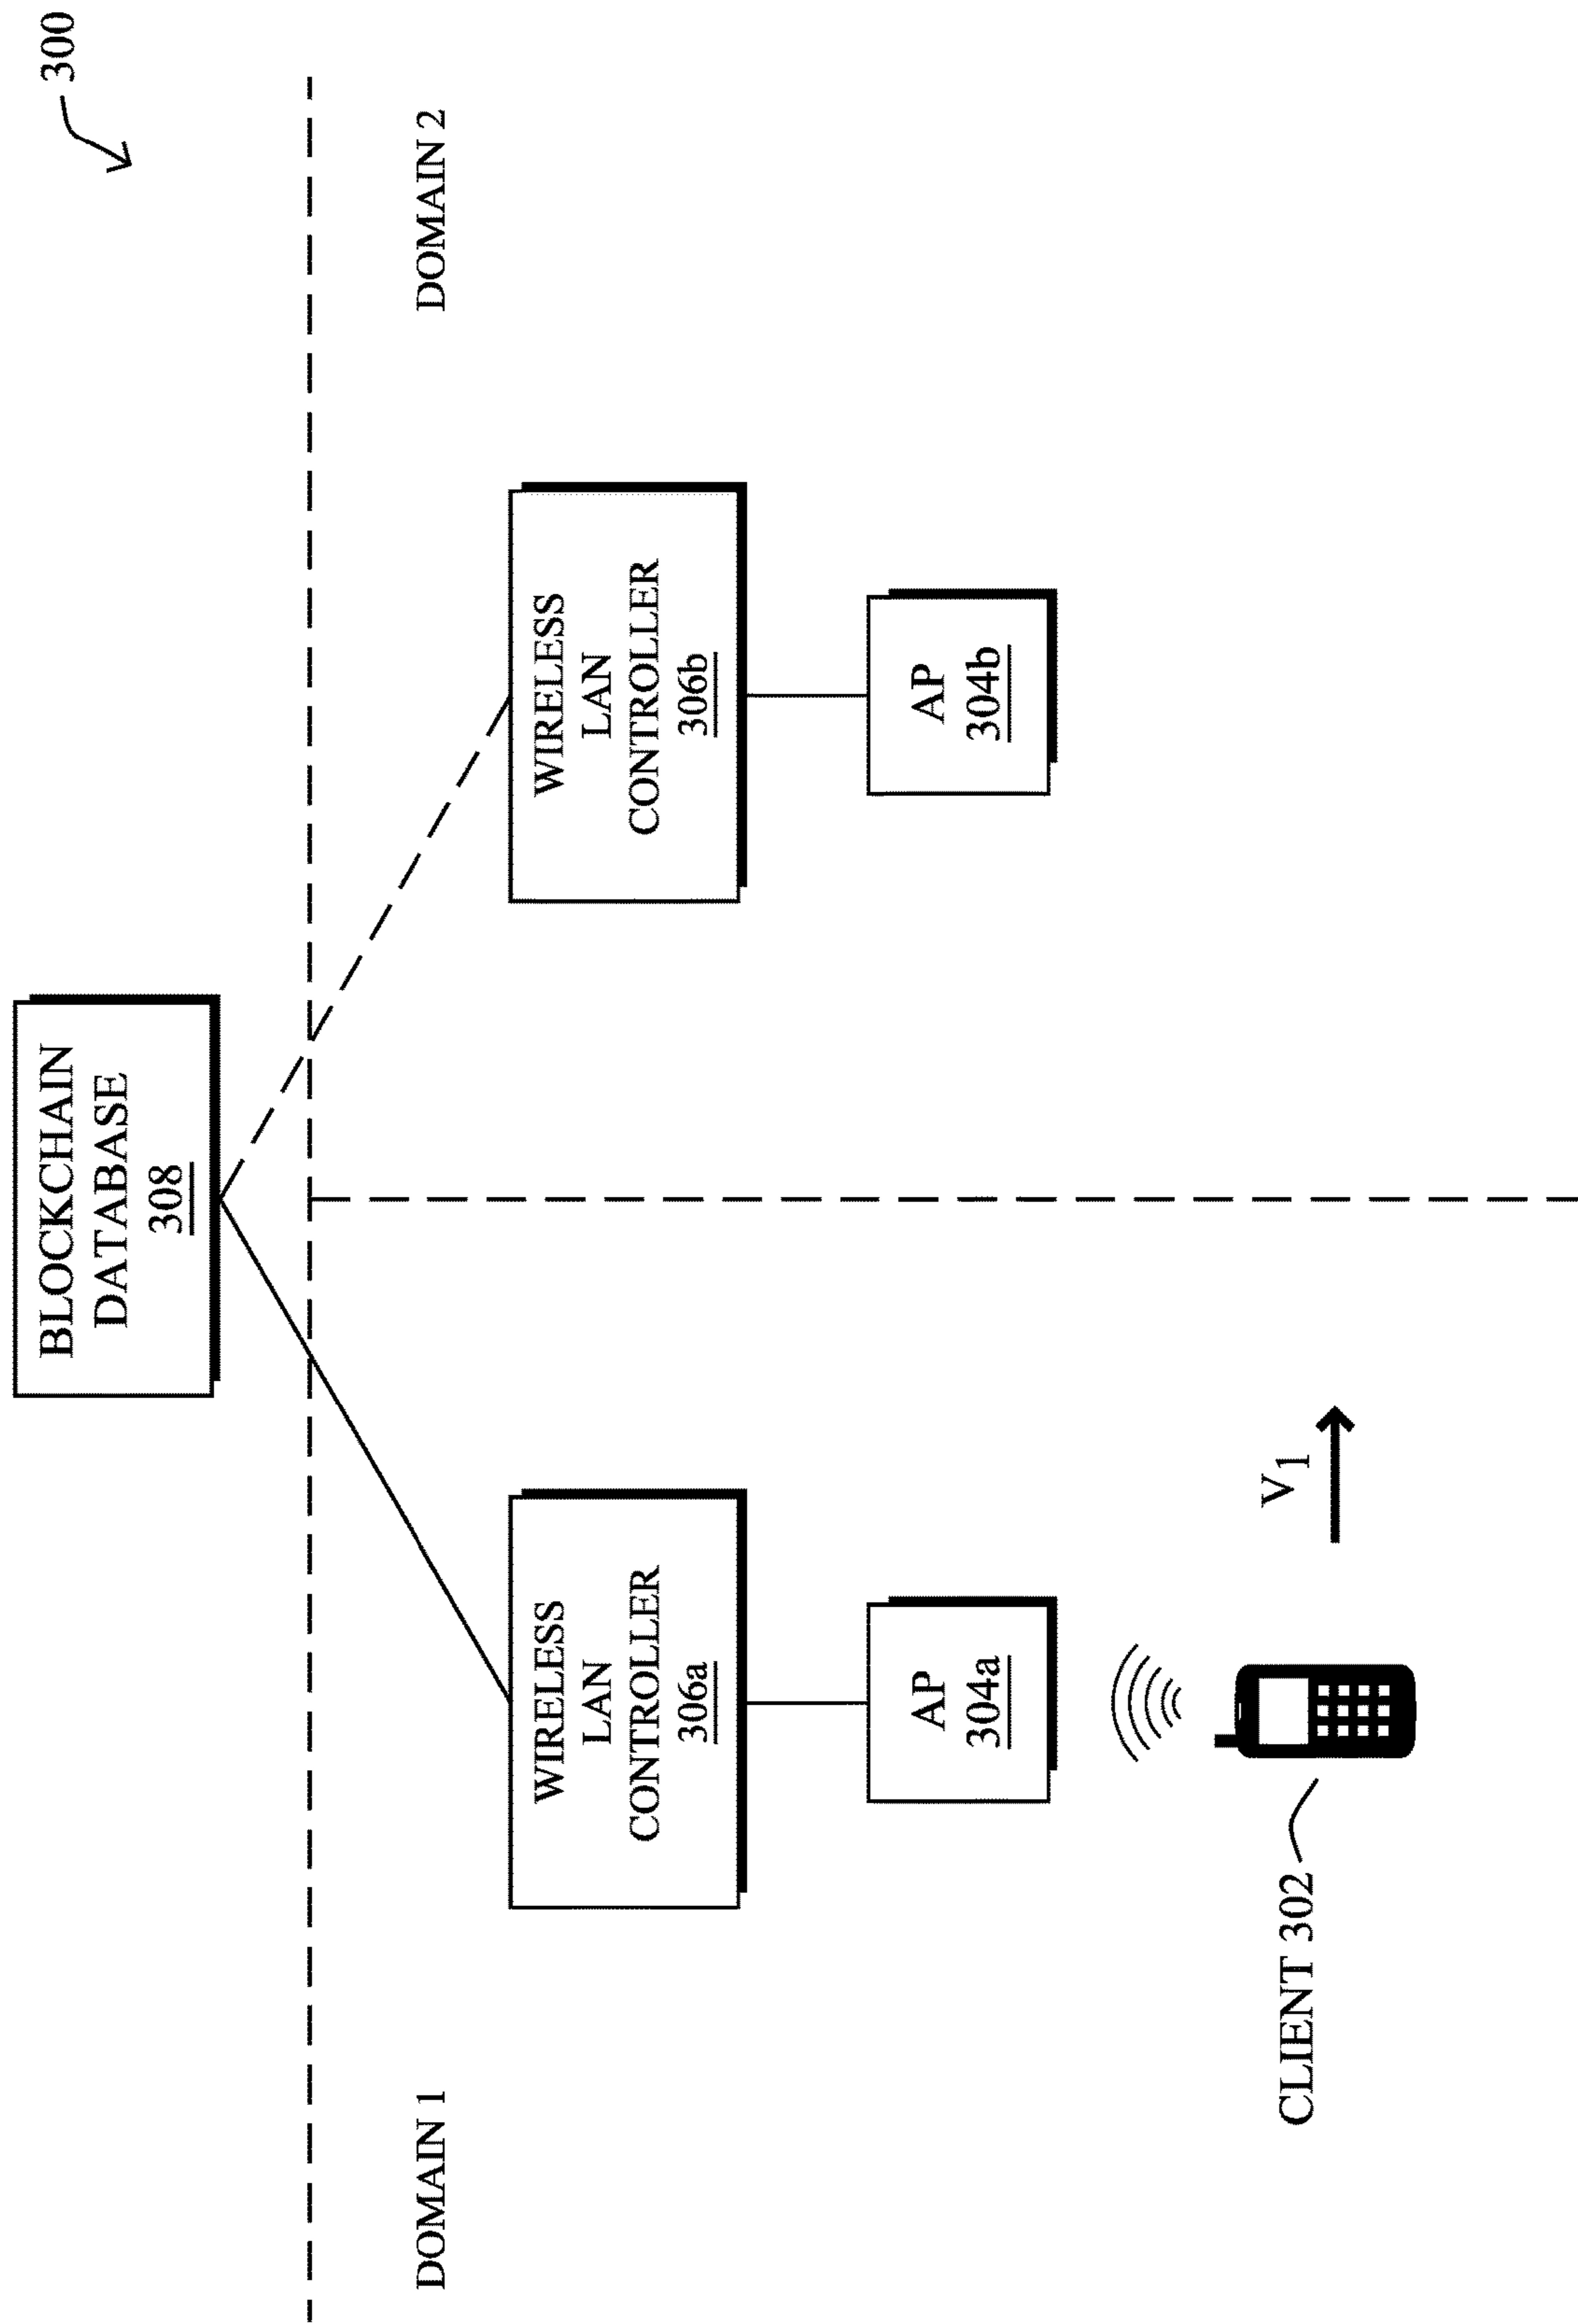 300
BLOCKCHAIN
DATABASE
308
DOMAIN 1
DOMAIN 2
WIRELESS
LAN
CONTROLLER
306a
WIRELESS
LAN
CONTROLLER
306b
AP
304a
AP
304b
V1
CLIENT 302